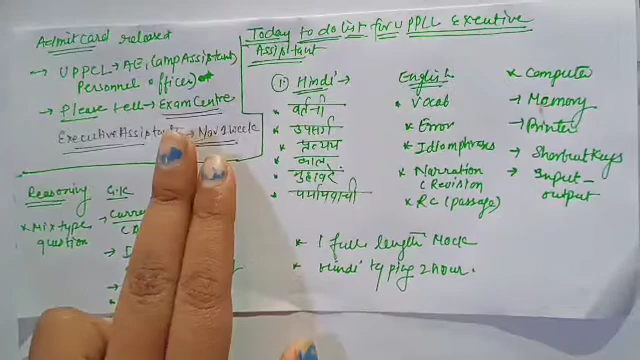 Admit card released
→ UPPCL → AE, Camp Assistant
Personnel officer
→ Please tell → Exam Centre
Executive Assistant → Nov 2 week
Today to do list for UPPCL Executive
Assistant
① Hindi →
* वर्तनी
* उपसर्ग
* प्रत्यय
* काल
* मुहावरे
* पर्यायवाची
English
* Vocab
* Error
* Idiom phrases
* Narration
(Revision
* RC (passage)
* Computer
→ Memory
→ Printer
→ Shortcut keys
→ Input-
output
Reasoning
* Mix type
question
G.K
→ Curre
* 1 full length Mock
* Hindi typing 2 hour.